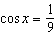 cos x = 1/9